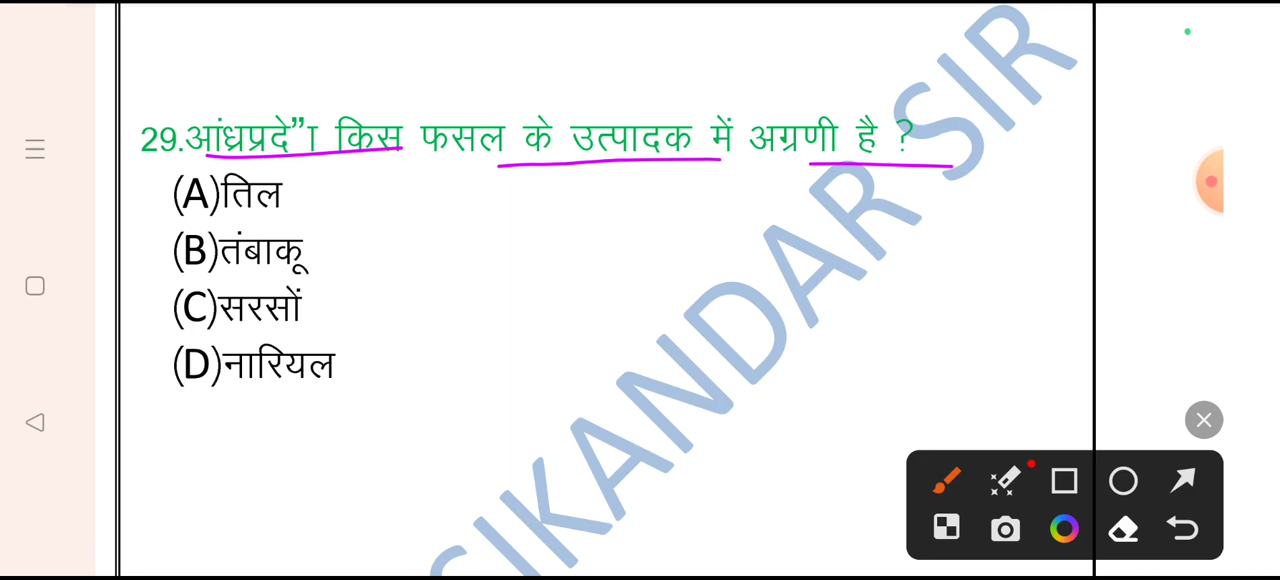 29.आंध्रप्रदे”ा किस फसल के उत्पादक में अग्रणी है ?
(A)तिल
(B)तंबाकू
(C)सरसों
(D)नारियल
SIKANDAR SIR